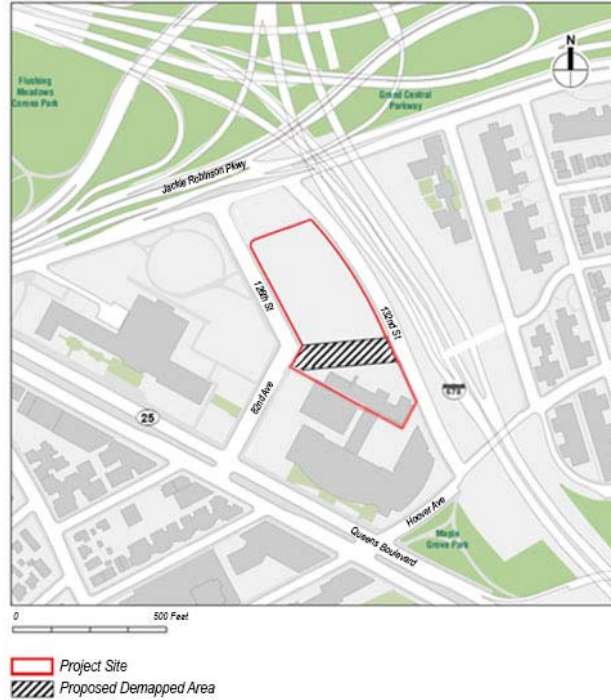 N
Flushing
Meadows
Corona Park
Grand Central
Parkway
Jackie Robinson Pkwy
126th St
132nd St
82nd Ave
678
25
Hoover Ave
Queens Boulevard
Maple
Grove Park
0
500 Feet
Project Site
Proposed Demapped Area